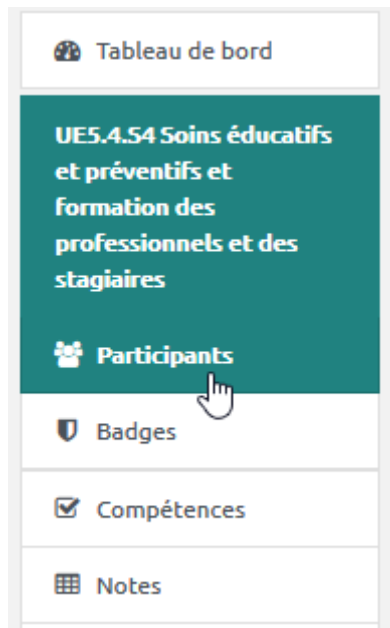 Tableau de bord
UE5.4.S4 Soins éducatifs
et préventifs et
formation des
professionnels et des
stagiaires
Participants
Badges
Compétences
Notes